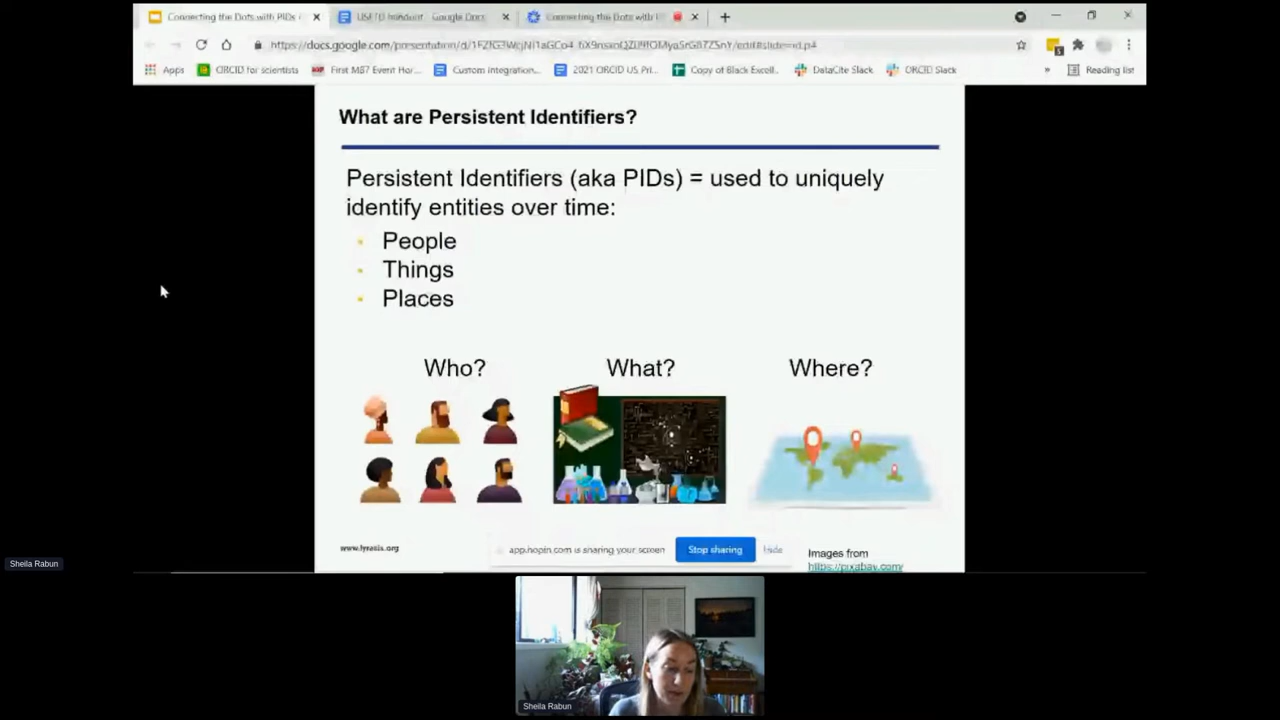 Connecting the Dots with PIDs
USETD Handout - Google Docs
Connecting the Dots with
Apps
ORCID for scientists
First MB7 Event Hor...
Custom Integration...
2021 ORCID US Pri...
Copy of Black Excell...
DataCite Slack
ORCID Slack
»
Reading list
What are Persistent Identifiers?
Persistent Identifiers (aka PIDs) = used to uniquely
identify entities over time:
People
Things
Places
Who?
What?
Where?
www.lyrasis.org
app.hopin.com is sharing your screen
Stop sharing
Hide
Images from
https://pixabay.com/
Sheila Rabun
Sheila Rabun